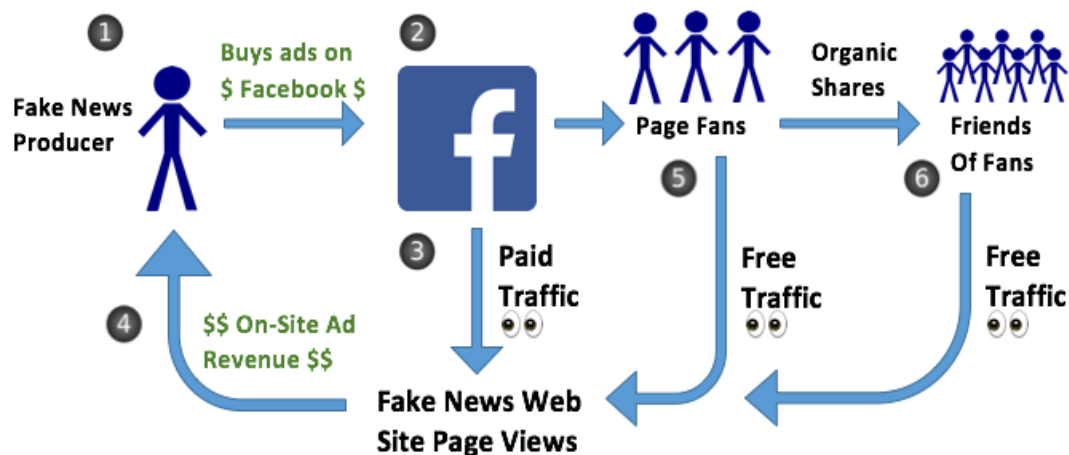 1
Fake News
Producer
Buys ads on
$ Facebook $
2
f
Page Fans
Organic
Shares
Friends
Of Fans
3
Paid
Traffic
5
Free
Traffic
6
Free
Traffic
4
$$ On-Site Ad
Revenue $$
Fake News Web
Site Page Views